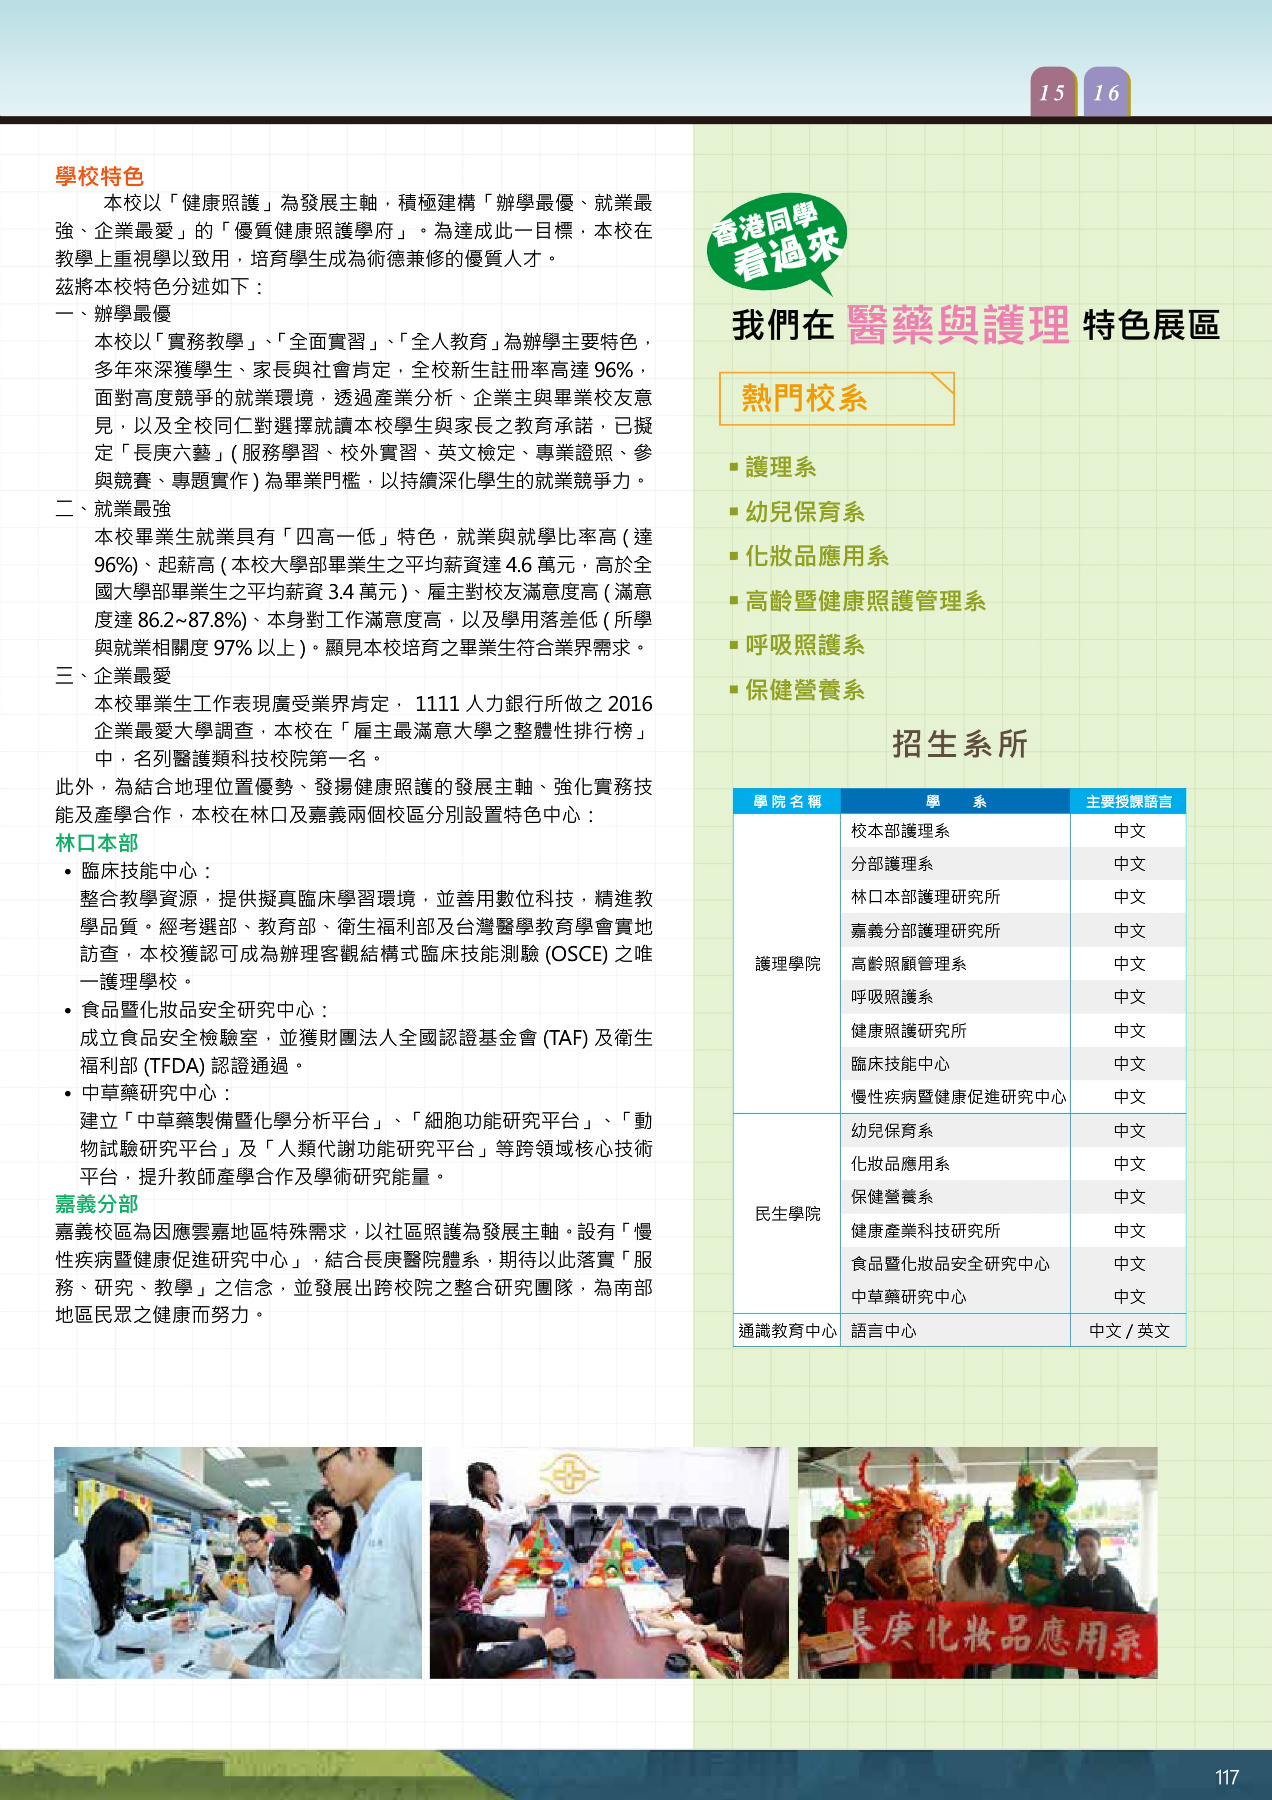 15 16
學校特色
本校以「健康照護」為發展主軸，積極建構「辦學最優、就業最
強、企業最愛」的「優質健康照護學府」。為達成此一目標，本校在
教學上重視學以致用，培育學生成為術德兼修的優質人才。
茲將本校特色分述如下：
一、辦學最優
本校以「實務教學」、「全面實習」、「全人教育」為辦學主要特色，
多年來深獲學生、家長與社會肯定，全校新生註冊率高達 96%，
面對高度競爭的就業環境，透過產業分析、企業主與畢業校友意
見，以及全校同仁對選擇就讀本校學生與家長之教育承諾，已擬
定「長庚六藝」( 服務學習、校外實習、英文檢定、專業證照、參
與競賽、專題實作 ) 為畢業門檻，以持續深化學生的就業競爭力。
二、就業最強
本校畢業生就業具有「四高一低」特色，就業與就學比率高 ( 達
96%)、起薪高 ( 本校大學部畢業生之平均薪資達 4.6 萬元，高於全
國大學部畢業生之平均薪資 3.4 萬元 )、雇主對校友滿意度高 ( 滿意
度達 86.2~87.8%)、本身對工作滿意度高，以及學用落差低 ( 所學
與就業相關度 97% 以上 )。顯見本校培育之畢業生符合業界需求。
三、企業最愛
本校畢業生工作表現廣受業界肯定， 1111 人力銀行所做之 2016
企業最愛大學調查，本校在「雇主最滿意大學之整體性排行榜」
中，名列醫護類科技校院第一名。
此外，為結合地理位置優勢、發揚健康照護的發展主軸、強化實務技
能及產學合作，本校在林口及嘉義兩個校區分別設置特色中心：
林口本部
• 臨床技能中心：
整合教學資源，提供擬真臨床學習環境，並善用數位科技，精進教
學品質。經考選部、教育部、衛生福利部及台灣醫學教育學會實地
訪查，本校獲認可成為辦理客觀結構式臨床技能測驗 (OSCE) 之唯
一護理學校。
• 食品暨化妝品安全研究中心：
成立食品安全檢驗室，並獲財團法人全國認證基金會 (TAF) 及衛生
福利部 (TFDA) 認證通過。
• 中草藥研究中心：
建立「中草藥製備暨化學分析平台」、「細胞功能研究平台」、「動
物試驗研究平台」及「人類代謝功能研究平台」等跨領域核心技術
平台，提升教師產學合作及學術研究能量。
嘉義分部
嘉義校區為因應雲嘉地區特殊需求，以社區照護為發展主軸。設有「慢
性疾病暨健康促進研究中心」，結合長庚醫院體系，期待以此落實「服
務、研究、教學」之信念，並發展出跨校院之整合研究團隊，為南部
地區民眾之健康而努力。
香港同學
看過來
我們在 醫藥與護理 特色展區
熱門校系
▪ 護理系
▪ 幼兒保育系
▪ 化妝品應用系
▪ 高齡暨健康照護管理系
▪ 呼吸照護系
▪ 保健營養系
招生系所
學院名稱 學 系 主要授課語言
校本部護理系 中文
分部護理系 中文
林口本部護理研究所 中文
嘉義分部護理研究所 中文
護理學院 高齡照顧管理系 中文
呼吸照護系 中文
健康照護研究所 中文
臨床技能中心 中文
慢性疾病暨健康促進研究中心 中文
幼兒保育系 中文
化妝品應用系 中文
保健營養系 中文
民生學院
健康產業科技研究所 中文
食品暨化妝品安全研究中心 中文
中草藥研究中心 中文
通識教育中心 語言中心 中文 / 英文
長庚化妝品應用系
117